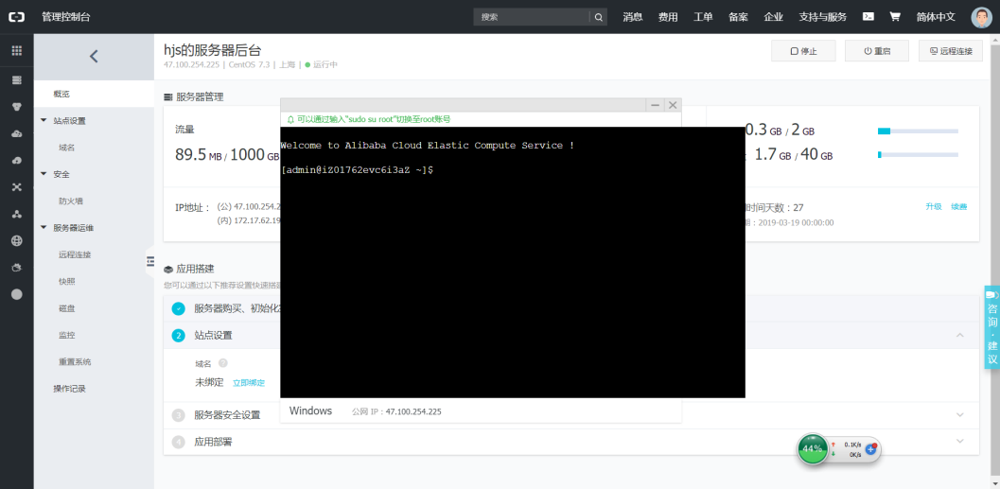 管理控制台
搜索
消息 费用 工单 备案 企业 支持与服务 简体中文
hjs的服务器后台
47.100.254.225 | CentOS 7.3 | 上海 | 运行中
停止
重启
远程连接
概览
站点设置
域名
安全
防火墙
服务器运维
远程连接
快照
磁盘
监控
重置系统
操作记录
服务器管理
流量
89.5 MB / 1000 GB
IP地址： (公) 47.100.254.2
(内) 172.17.62.19
0.3 GB / 2 GB
1.7 GB / 40 GB
时间天数：27
：2019-03-19 00:00:00
升级 续费
可以通过输入"sudo su root"切换至root账号
Welcome to Alibaba Cloud Elastic Compute Service !
[admin@iZ01762evc6i3aZ ~]$
Windows
公网 IP：47.100.254.225
应用搭建
您可以通过以下推荐设置快速搭
服务器购买、初始化
2 站点设置
域名 ?
未绑定 立即绑定
3 服务器安全设置
4 应用部署
咨询·建议
44%
0.1K/s
0K/s